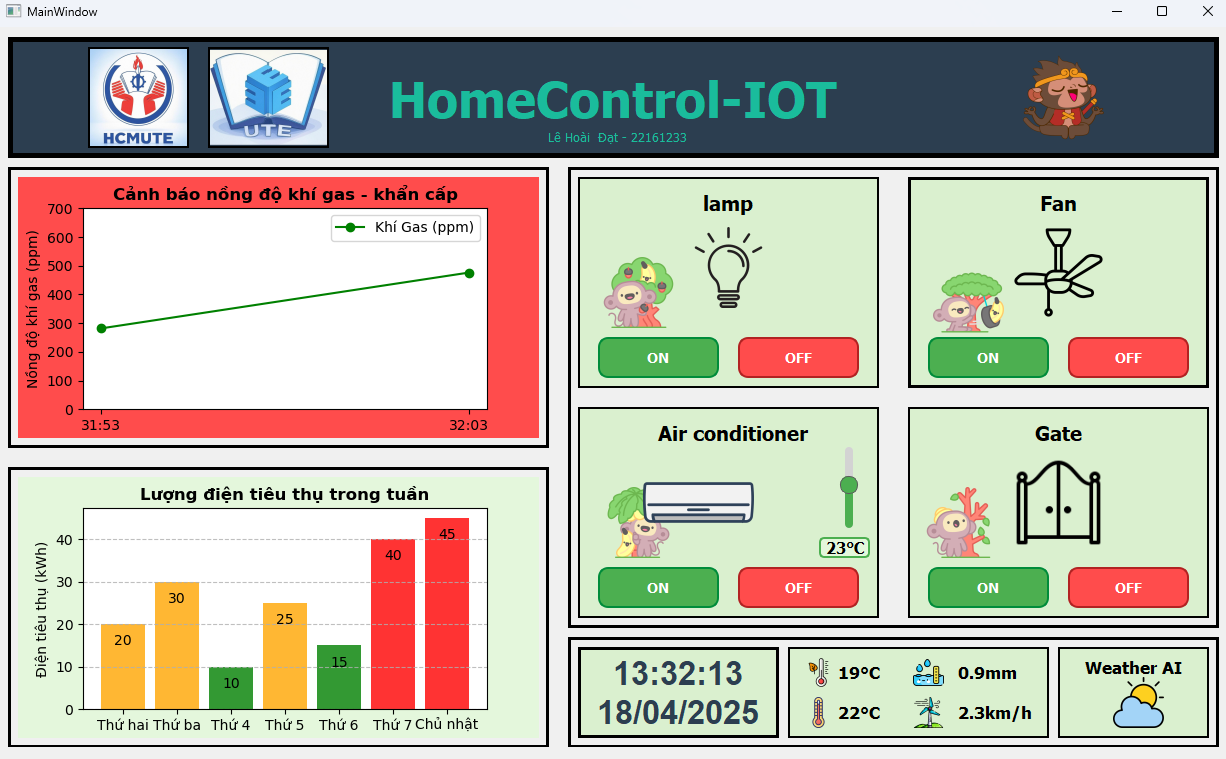 MainWindow
HCMUTE
UTE
HomeControl-IOT
Lê Hoài Đạt - 22161233
Cảnh báo nồng độ khí gas - khẩn cấp
Nồng độ khí gas (ppm)
700
600
500
400
300
200
100
0
Khí Gas (ppm)
31:53
32:03
Lượng điện tiêu thụ trong tuần
Điện tiêu thụ (kWh)
40
30
20
10
0
20
30
10
25
15
40
45
Thứ hai
Thứ ba
Thứ 4
Thứ 5
Thứ 6
Thứ 7
Chủ nhật
lamp
ON
OFF
Fan
ON
OFF
Air conditioner
23°C
ON
OFF
Gate
ON
OFF
13:32:13
18/04/2025
19°C
0.9mm
22°C
2.3km/h
Weather AI